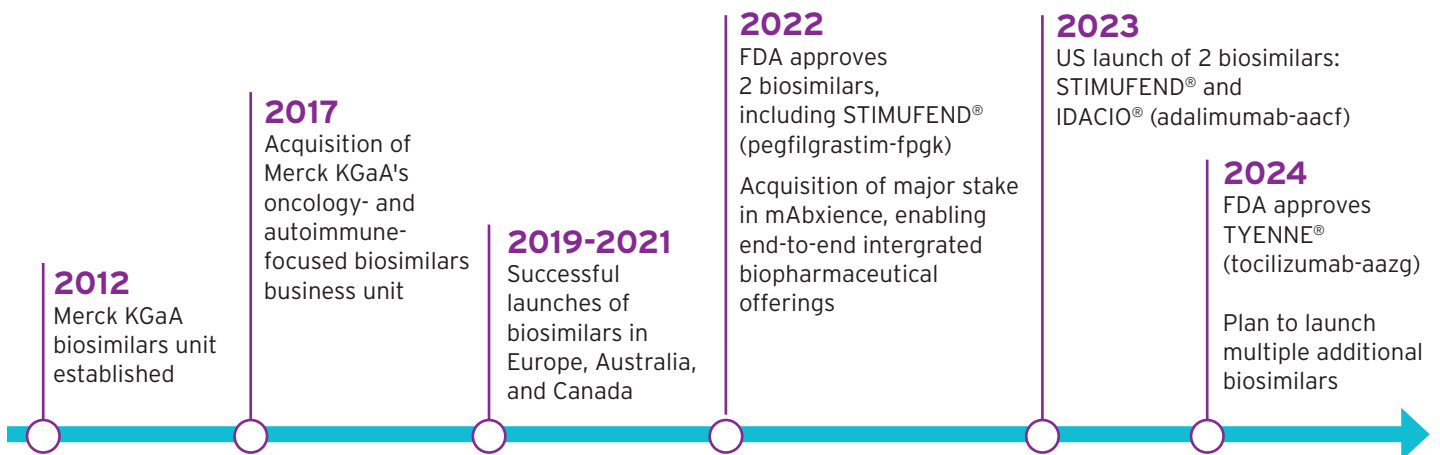 2012
Merck KGaA
biosimilars unit
established
2017
Acquisition of
Merck KGaA's
oncology- and
autoimmune-
focused biosimilars
business unit
2019-2021
Successful
launches of
biosimilars in
Europe, Australia,
and Canada
2022
FDA approves
2 biosimilars,
including STIMUFEND®
(pegfilgrastim-fpgk)
Acquisition of major stake
in mAbxience, enabling
end-to-end intergrated
biopharmaceutical
offerings
2023
US launch of 2 biosimilars:
STIMUFEND® and
IDACIO® (adalimumab-aacf)
2024
FDA approves
TYENNE®
(tocilizumab-aazg)
Plan to launch
multiple additional
biosimilars